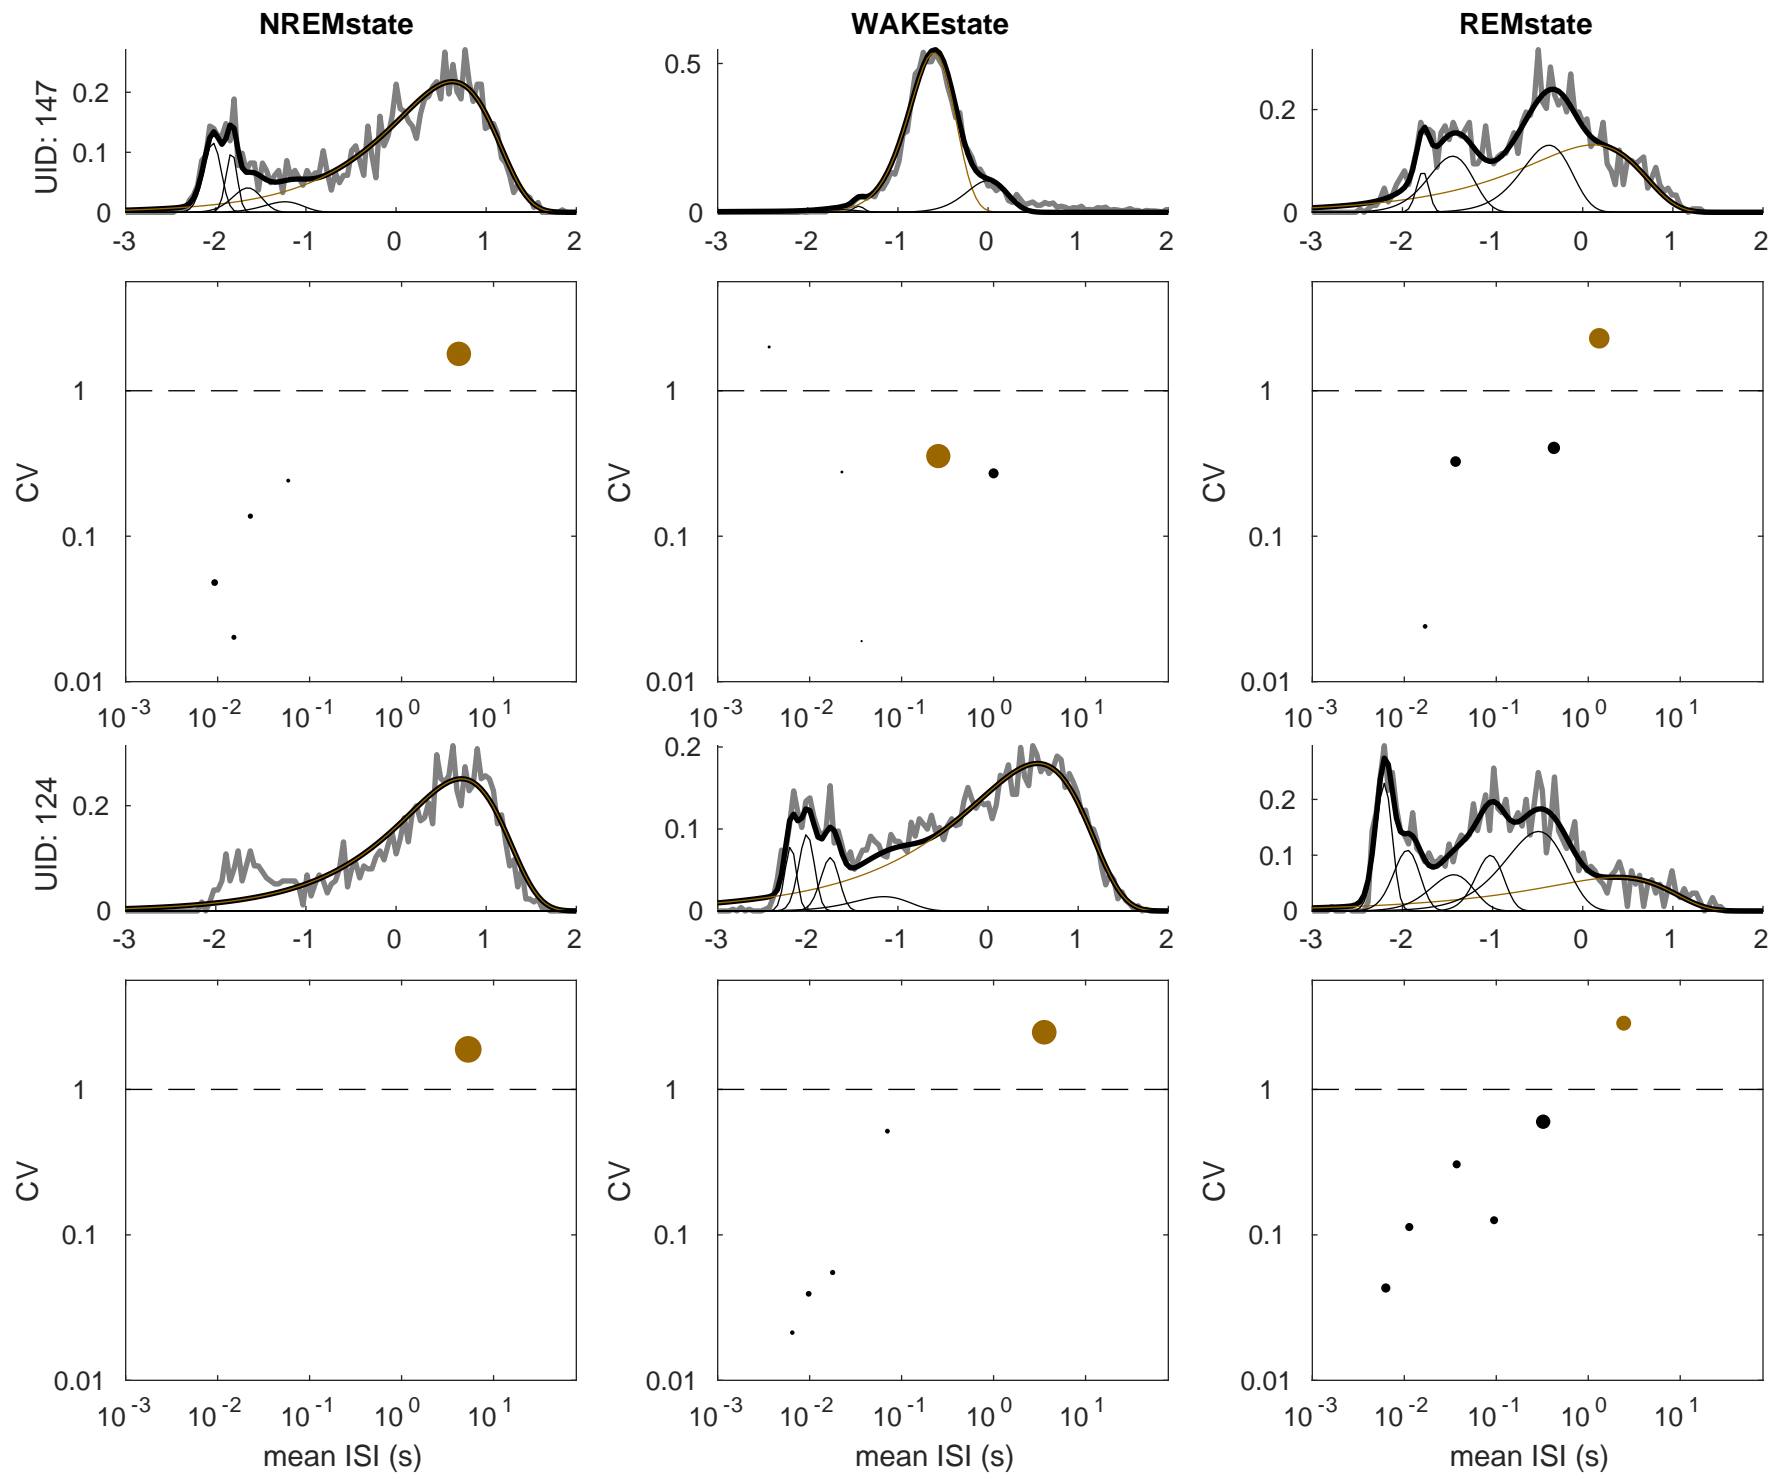 NREMstate WAKEstate REMstate
UID: 147
0.2 0.1 0
0.5 0
0.2 0
-3 -2 -1 0 1 2 -3 -2 -1 0 1 2 -3 -2 -1 0 1 2
CV CV CV
1 1 1
0.1 0.1 0.1
0.01 0.01 0.01
10^-3 10^-2 10^-1 10^0 10^1 10^-3 10^-2 10^-1 10^0 10^1 10^-3 10^-2 10^-1 10^0 10^1
UID: 124
0.2 0
0.2 0.1 0
0.2 0.1 0
-3 -2 -1 0 1 2 -3 -2 -1 0 1 2 -3 -2 -1 0 1 2
CV CV CV
1 1 1
0.1 0.1 0.1
0.01 0.01 0.01
10^-3 10^-2 10^-1 10^0 10^1 10^-3 10^-2 10^-1 10^0 10^1 10^-3 10^-2 10^-1 10^0 10^1
mean ISI (s) mean ISI (s) mean ISI (s)